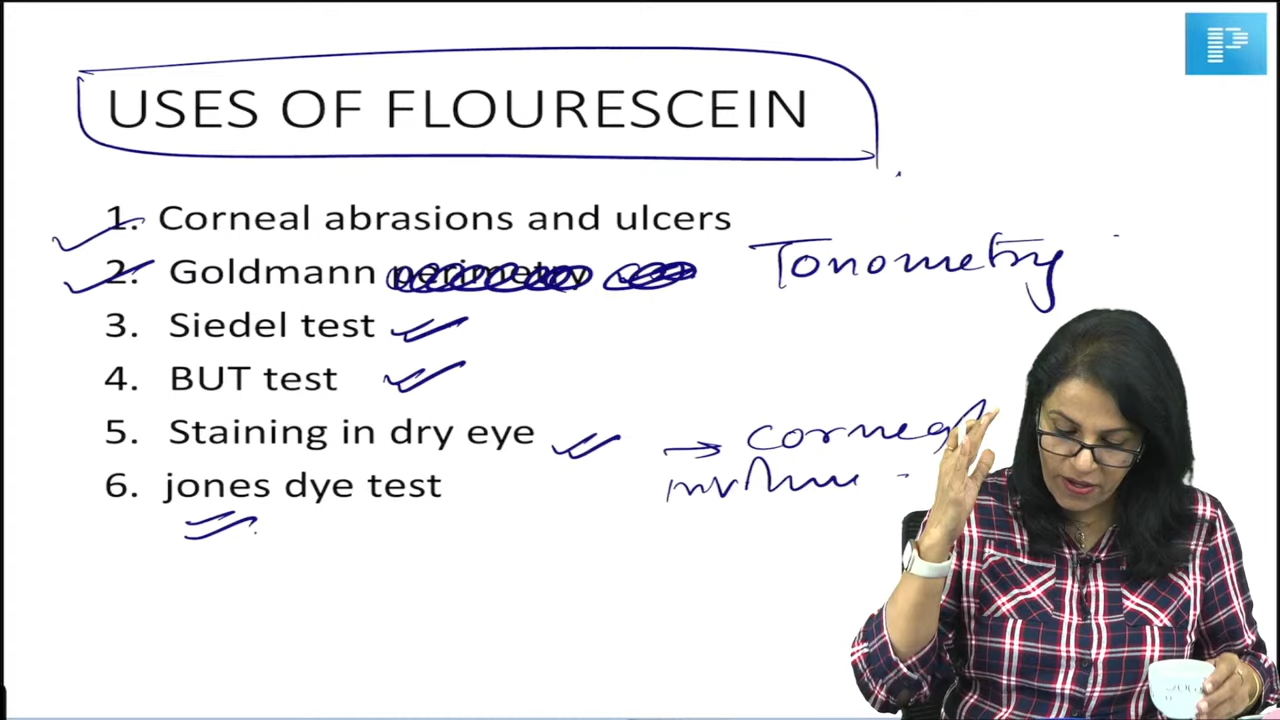 USES OF FLOURESCEIN
1. Corneal abrasions and ulcers
2. Goldmann perimetry Tonometry
3. Siedel test
4. BUT test
5. Staining in dry eye → corneal
6. jones dye test